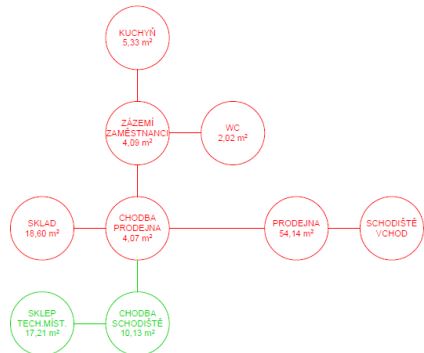 KUCHYŇ
5,33 m²
ZÁZEMÍ
ZAMĚSTNANCI
4,09 m²
WC
2,02 m²
SKLAD
18,60 m²
CHODBA
PRODEJNA
4,07 m²
PRODEJNA
54,14 m²
SCHODIŠTĚ
VCHOD
SKLEP
TECH.MÍST.
17,21 m²
CHODBA
SCHODIŠTĚ
10,13 m²